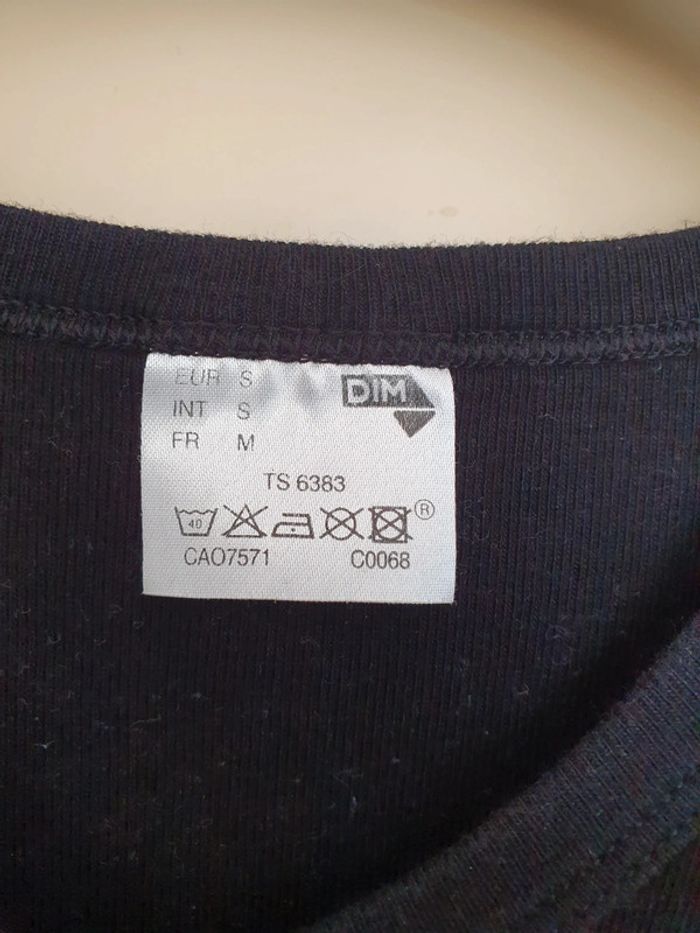 EUR S
DIM
INT S
FR M
TS 6383
40
®
CAO7571 C0068